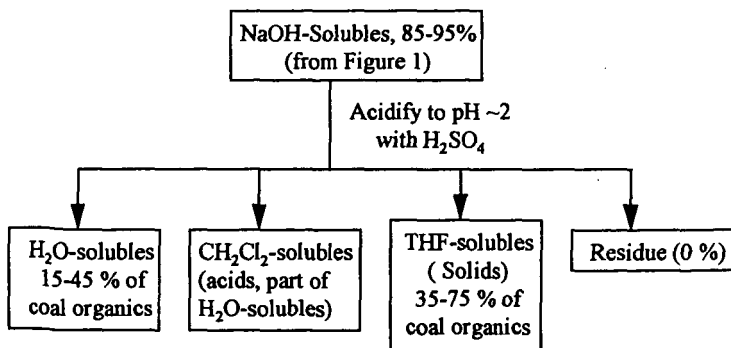 NaOH-Solubles, 85-95%
(from Figure 1)
Acidify to pH ~2
with H₂SO₄
H₂O-solubles
15-45 % of
coal organics
CH₂Cl₂-solubles
(acids, part of
H₂O-solubles)
THF-solubles
( Solids)
35-75 % of
coal organics
Residue (0 %)